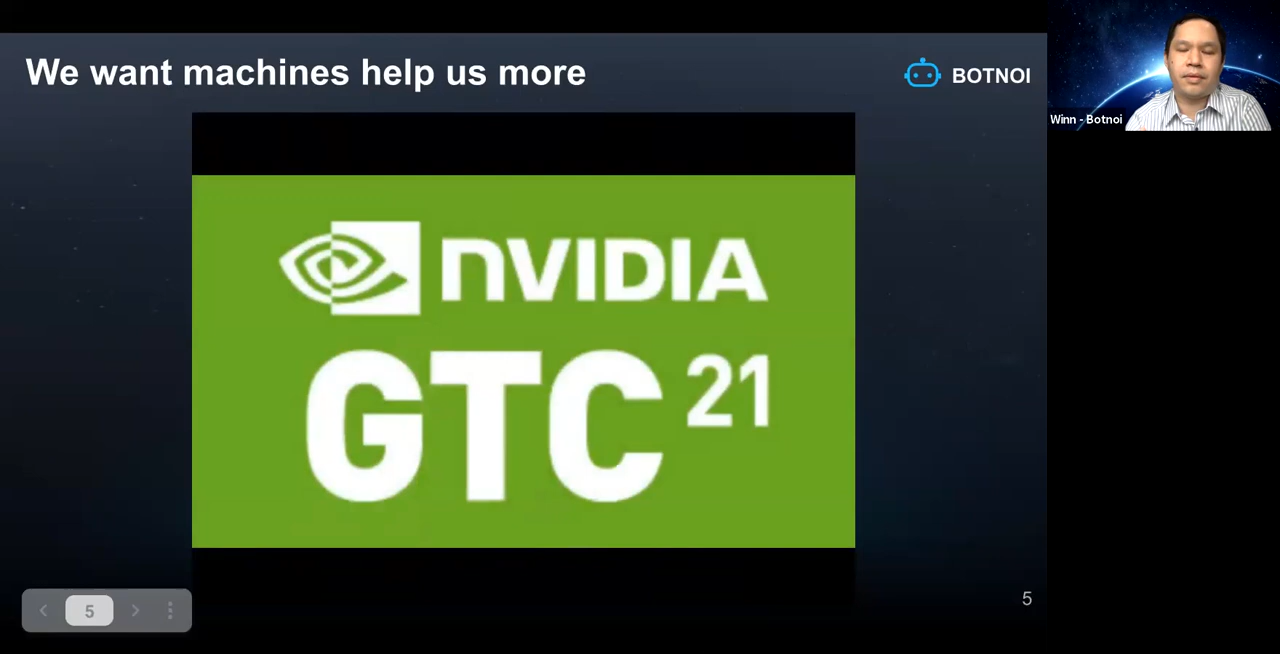 We want machines help us more
BOTNOI
Winn - Botnoi
NVIDIA
GTC 21
5
5